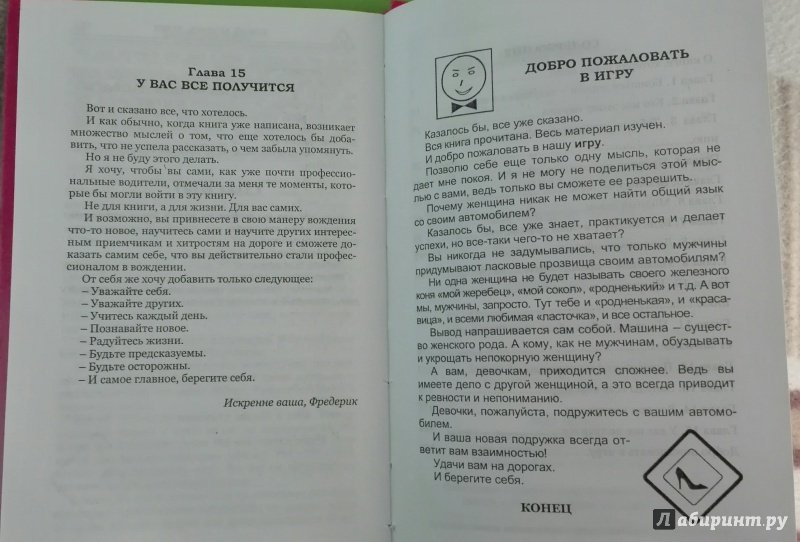 Глава 15
У ВАС ВСЕ ПОЛУЧИТСЯ
Вот и сказано все, что хотелось.
И как обычно, когда книга уже написана, возникает
множество мыслей о том, что еще хотелось бы доба-
вить, что не успела рассказать, о чем забыла упомянуть.
Но я не буду этого делать.
Я хочу, чтобы вы сами, как уже почти профессио-
нальные водители, отмечали за меня те моменты, кото-
рые бы могли войти в эту книгу.
Не для книги, а для жизни. Для вас самих.
И возможно, вы привнесете в свою манеру вождения
что-то новое, научитесь сами и научите других интерес-
ным приемчикам и хитростям на дороге и сможете до-
казать самим себе, что вы действительно стали профес-
сионалом в вождении.
От себя же хочу добавить только следующее:
– Уважайте себя.
– Уважайте других.
– Учитесь каждый день.
– Познавайте новое.
– Радуйтесь жизни.
– Будьте предсказуемы.
– Будьте осторожны.
– И самое главное, берегите себя.
Искренне ваша, Фредерик
ДОБРО ПОЖАЛОВАТЬ
В ИГРУ
Казалось бы, все уже сказано.
Вся книга прочитана. Весь материал изучен.
И добро пожаловать в нашу игру.
Позволю себе еще только одну мысль, которая не
дает мне покоя. И я не могу не поделиться этой мыс-
лью с вами, ведь только вы сможете ее разрешить.
Почему женщина никак не может найти общий язык
со своим автомобилем?
Казалось бы, все уже знает, практикуется и делает
успехи, но все-таки чего-то не хватает?
Вы никогда не задумывались, что только мужчины
придумывают ласковые прозвища своим автомобилям?
Ни одна женщина не будет называть своего железного
коня «мой жеребец», «мой сокол», «родненький» и т.д. А вот
мы, мужчины, запросто. Тут тебе и «родненькая», и «краса-
вица», и всеми любимая «ласточка», и все остальное.
Вывод напрашивается сам собой. Машина – сущест-
во женского рода. А кому, как не мужчинам, обуздывать
и укрощать непокорную женщину?
А вам, девочкам, приходится сложнее. Ведь вы
имеете дело с другой женщиной, а это всегда приводит
к ревности и непониманию.
Девочки, пожалуйста, подружитесь с вашим автомо-
билем.
И ваша новая подружка всегда от-
ветит вам взаимностью!
Удачи вам на дорогах.
И берегите себя.
КОНЕЦ
Лабиринт.ру